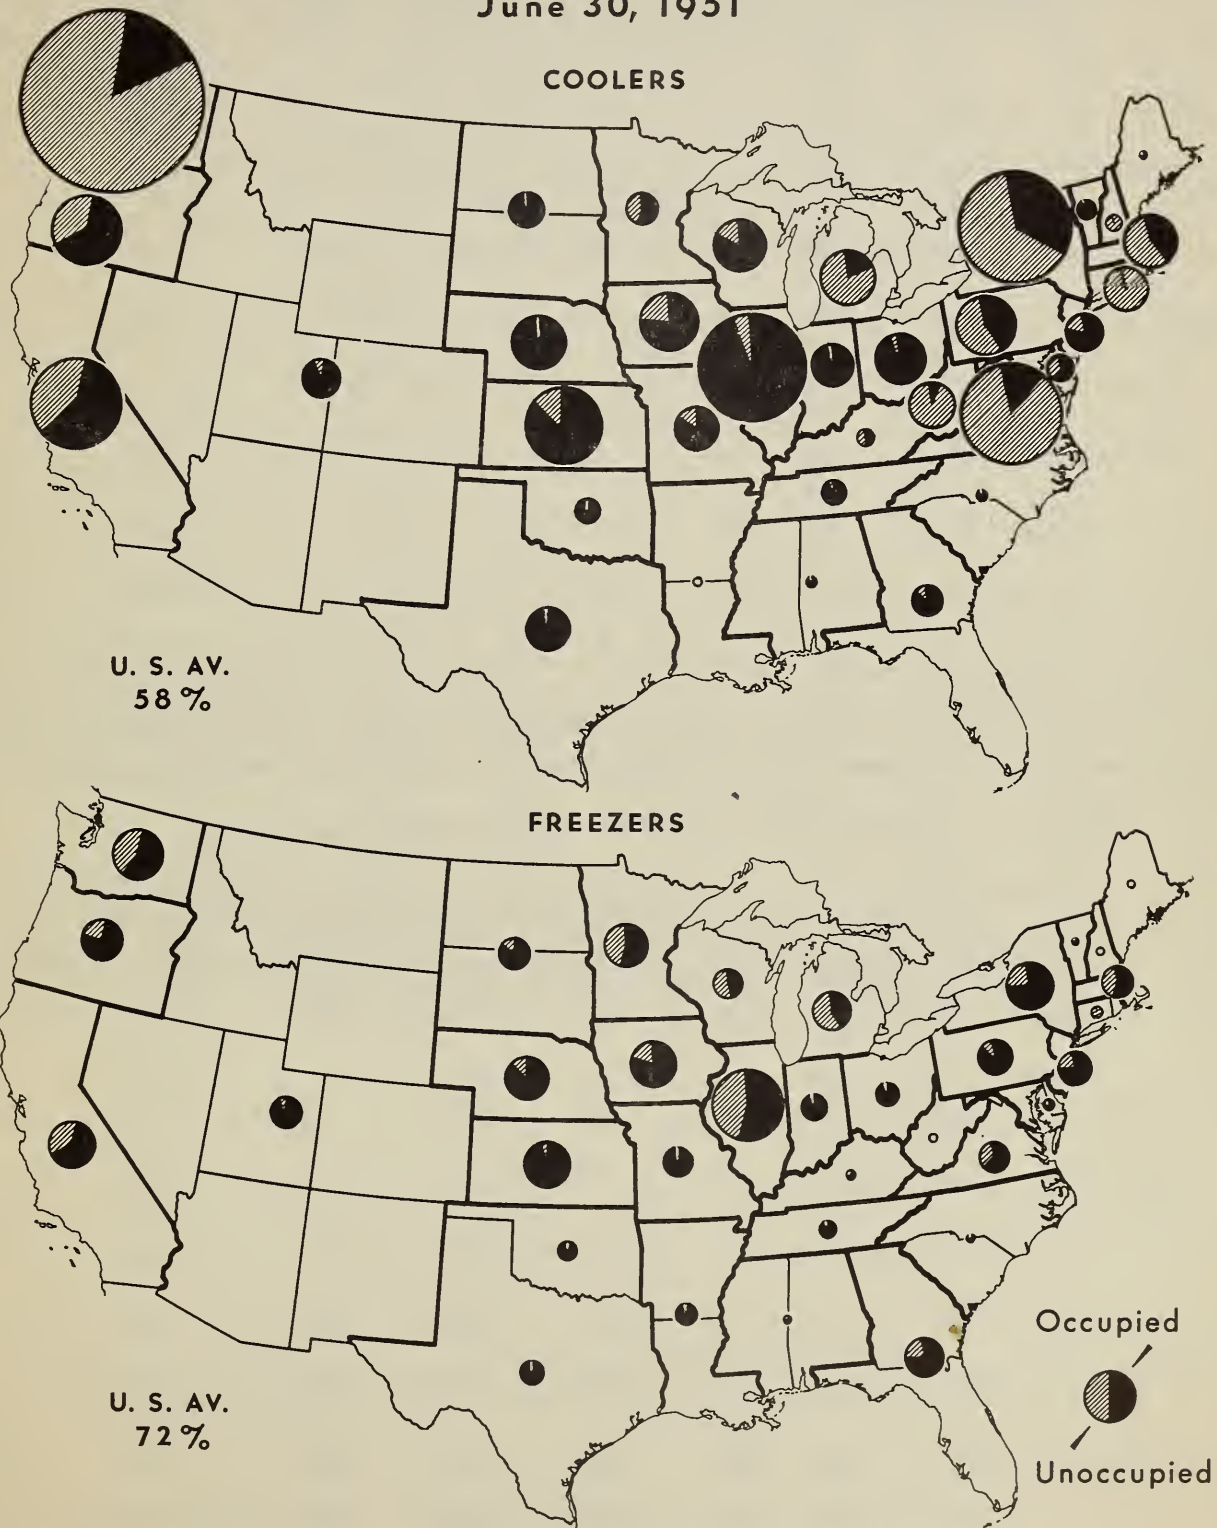 June 30, 1951
COOLERS
U. S. AV.
58 %
FREEZERS
Occupied
U. S. AV.
72 %
Unoccupied